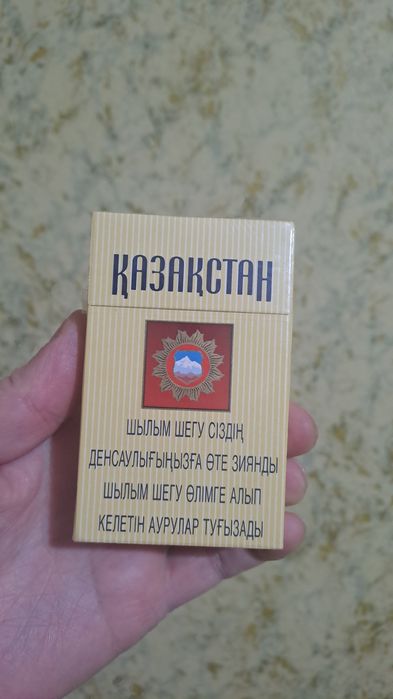 ҚАЗАҚСТАН
ШЫЛЫМ ШЕГУ СІЗДІҢ
ДЕНСАУЛЫҒЫҢЫЗҒА ӨТЕ ЗИЯНДЫ
ШЫЛЫМ ШЕГУ ӨЛІМГЕ АЛЫП
КЕЛЕТІН АУРУЛАР ТУҒЫЗАДЫ